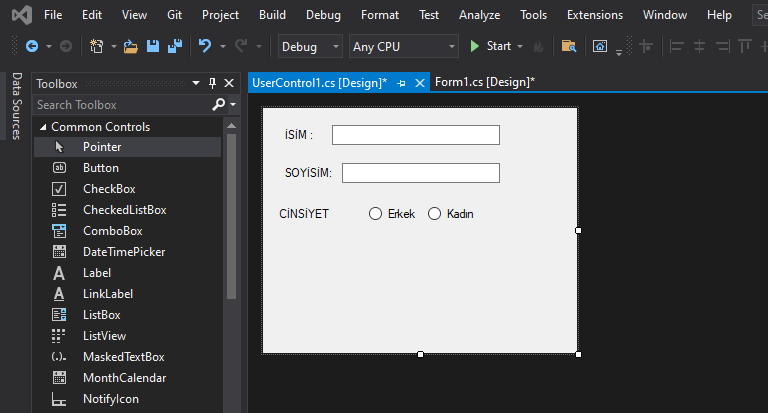 File Edit View Git Project Build Debug Format Test Analyze Tools Extensions Window Help Se
Debug Any CPU Start
Data Sources
Toolbox
Search Toolbox
Common Controls
Pointer
Button
CheckBox
CheckedListBox
ComboBox
DateTimePicker
Label
LinkLabel
ListBox
ListView
MaskedTextBox
MonthCalendar
NotifyIcon
UserControl1.cs [Design]* Form1.cs [Design]*
İSİM :
SOYİSİM:
CİNSİYET Erkek Kadın